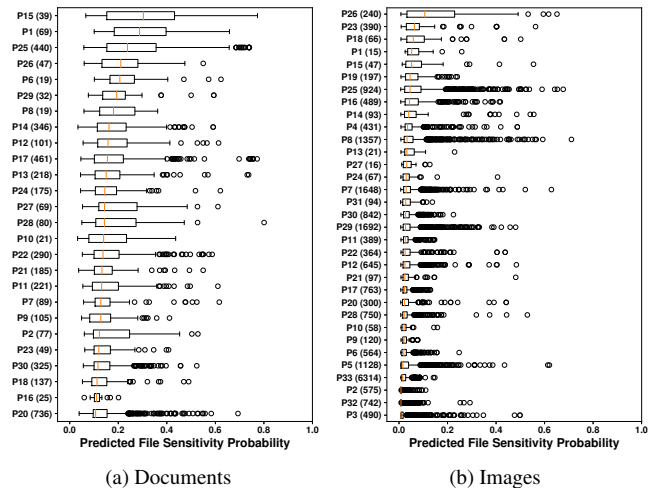 P15 (39)
P1 (69)
P25 (440)
P26 (47)
P6 (19)
P29 (32)
P8 (19)
P14 (346)
P12 (101)
P17 (461)
P13 (218)
P24 (175)
P27 (69)
P28 (80)
P10 (21)
P22 (290)
P21 (185)
P11 (221)
P7 (89)
P9 (105)
P2 (77)
P23 (49)
P30 (325)
P18 (137)
P16 (25)
P20 (736)
0.0 0.2 0.4 0.6 0.8 1.0
Predicted File Sensitivity Probability
(a) Documents
P26 (240)
P23 (390)
P18 (66)
P1 (15)
P15 (47)
P19 (197)
P25 (924)
P16 (489)
P14 (93)
P4 (431)
P8 (1357)
P13 (21)
P27 (16)
P24 (67)
P7 (1648)
P31 (94)
P30 (842)
P29 (1692)
P11 (389)
P22 (364)
P12 (645)
P21 (97)
P17 (763)
P20 (300)
P28 (750)
P10 (58)
P9 (120)
P6 (564)
P5 (1128)
P33 (6314)
P2 (575)
P32 (742)
P3 (490)
0.0 0.2 0.4 0.6 0.8 1.0
Predicted File Sensitivity Probability
(b) Images